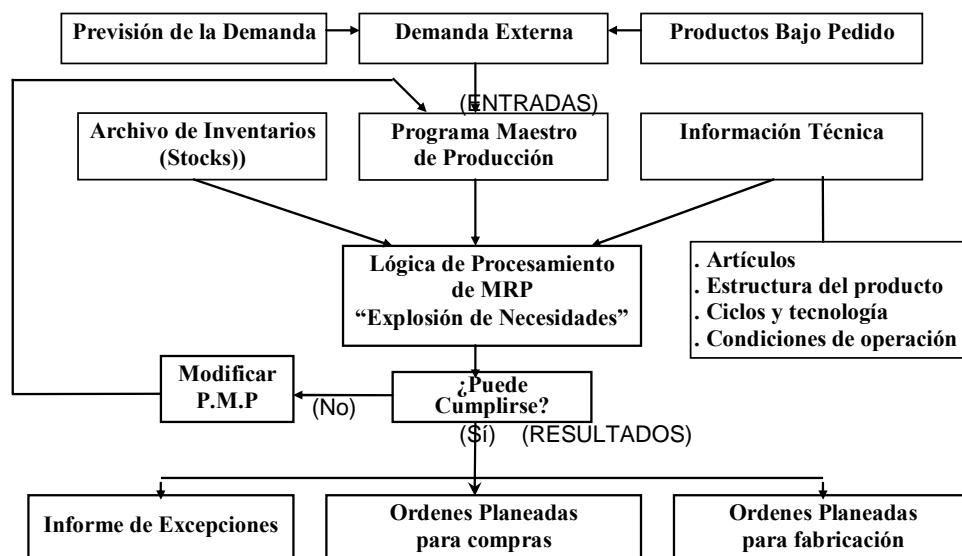 Previsión de la Demanda
Demanda Externa
Productos Bajo Pedido
(ENTRADAS)
Archivo de Inventarios
(Stocks))
Programa Maestro
de Producción
Información Técnica
Lógica de Procesamiento
de MRP
“Explosión de Necesidades”
. Artículos
. Estructura del producto
. Ciclos y tecnología
. Condiciones de operación
Modificar
P.M.P
(No)
¿Puede
Cumplirse?
(Sí) (RESULTADOS)
Informe de Excepciones
Ordenes Planeadas
para compras
Ordenes Planeadas
para fabricación